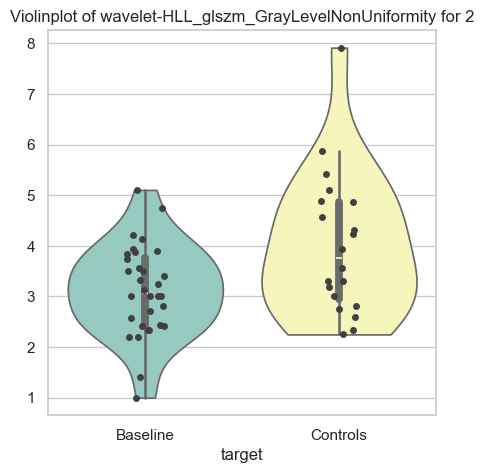 Violinplot of wavelet-HLL_glszm_GrayLevelNonUniformity for 2
8
7
6
5
4
3
2
1
Baseline Controls
target